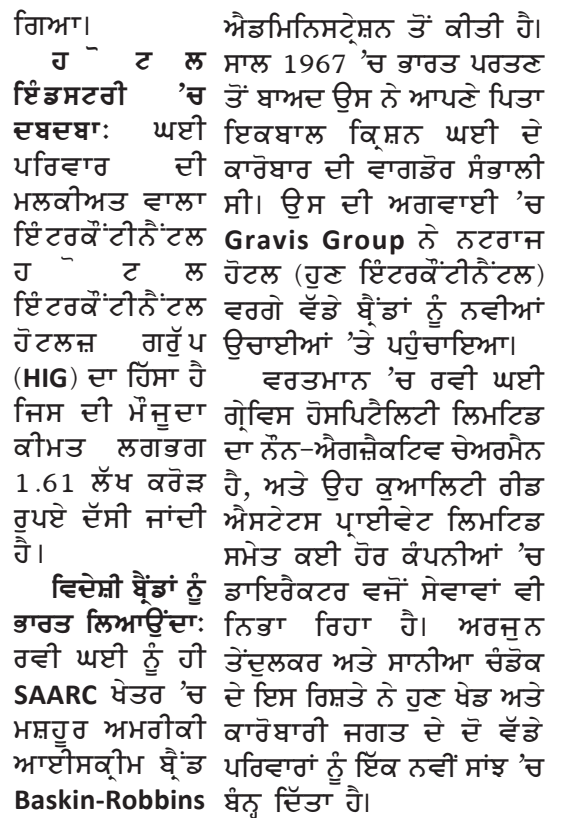 ਗਿਆ।
ਹੋਟਲ
ਇੰਡਸਟਰੀ ’ਚ
ਦਬਦਬਾ: ਘਈ
ਪਰਿਵਾਰ ਦੀ
ਮਲਕੀਅਤ ਵਾਲਾ
ਇੰਟਰਕੌਂਟੀਨੈਂਟਲ
ਹੋਟਲ
ਇੰਟਰਕੌਂਟੀਨੈਂਟਲ
ਹੋਟਲਜ਼ ਗਰੁੱਪ
(HIG) ਦਾ ਹਿੱਸਾ ਹੈ
ਜਿਸ ਦੀ ਮੌਜੂਦਾ
ਕੀਮਤ ਲਗਭਗ
1.61 ਲੱਖ ਕਰੋੜ
ਰੁਪਏ ਦੱਸੀ ਜਾਂਦੀ
ਹੈ।
ਵਿਦੇਸ਼ੀ ਬ੍ਰੈਂਡਾਂ ਨੂੰ
ਭਾਰਤ ਲਿਆਉਂਦਾ:
ਰਵੀ ਘਈ ਨੂੰ ਹੀ
SAARC ਖੇਤਰ ’ਚ
ਮਸ਼ਹੂਰ ਅਮਰੀਕੀ
ਆਈਸਕ੍ਰੀਮ ਬ੍ਰੈਂਡ
Baskin-Robbins
ਐਡਮਿਨਿਸਟ੍ਰੇਸ਼ਨ ਤੋਂ ਕੀਤੀ ਹੈ।
ਸਾਲ 1967 ’ਚ ਭਾਰਤ ਪਰਤਣ
ਤੋਂ ਬਾਅਦ ਉਸ ਨੇ ਆਪਣੇ ਪਿਤਾ
ਇਕਬਾਲ ਕ੍ਰਿਸ਼ਨ ਘਈ ਦੇ
ਕਾਰੋਬਾਰ ਦੀ ਵਾਗਡੋਰ ਸੰਭਾਲੀ
ਸੀ। ਉਸ ਦੀ ਅਗਵਾਈ ’ਚ
Gravis Group ਨੇ ਨਟਰਾਜ
ਹੋਟਲ (ਹੁਣ ਇੰਟਰਕੌਂਟੀਨੈਂਟਲ)
ਵਰਗੇ ਵੱਡੇ ਬ੍ਰੈਂਡਾਂ ਨੂੰ ਨਵੀਆਂ
ਉਚਾਈਆਂ ’ਤੇ ਪਹੁੰਚਾਇਆ।
ਵਰਤਮਾਨ ’ਚ ਰਵੀ ਘਈ
ਗ੍ਰੇਵਿਸ ਹੋਸਪਿਟੈਲਿਟੀ ਲਿਮਟਿਡ
ਦਾ ਨੌਨ-ਐਗਜ਼ੈਕਟਿਵ ਚੇਅਰਮੈਨ
ਹੈ, ਅਤੇ ਉਹ ਕੁਆਲਿਟੀ ਰੀਡ
ਐਸਟੇਟਸ ਪ੍ਰਾਈਵੇਟ ਲਿਮਟਿਡ
ਸਮੇਤ ਕਈ ਹੋਰ ਕੰਪਨੀਆਂ ’ਚ
ਡਾਇਰੈਕਟਰ ਵਜੋਂ ਸੇਵਾਵਾਂ ਵੀ
ਨਿਭਾ ਰਿਹਾ ਹੈ। ਅਰਜੁਨ
ਤੇਂਦੁਲਕਰ ਅਤੇ ਸਾਨੀਆ ਚੰਡੋਕ
ਦੇ ਇਸ ਰਿਸ਼ਤੇ ਨੇ ਹੁਣ ਖੇਡ ਅਤੇ
ਕਾਰੋਬਾਰੀ ਜਗਤ ਦੇ ਦੋ ਵੱਡੇ
ਪਰਿਵਾਰਾਂ ਨੂੰ ਇੱਕ ਨਵੀਂ ਸਾਂਝ ’ਚ
ਬੰਨ੍ਹ ਦਿੱਤਾ ਹੈ।